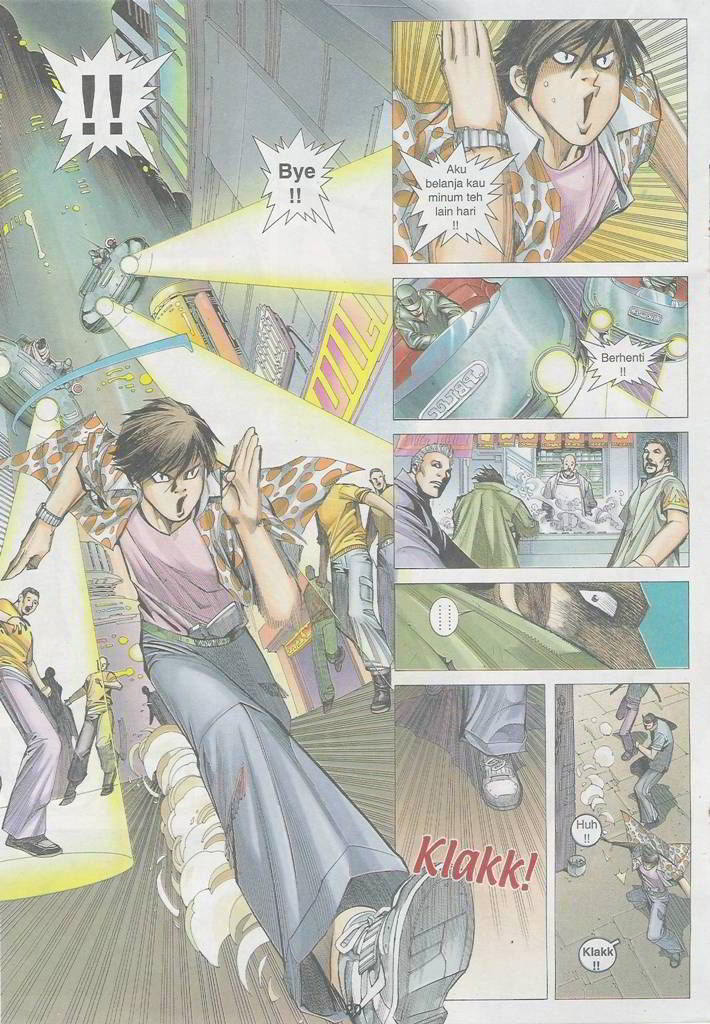 !!
Bye
!!
Aku
belanja kau
minum teh
lain hari
!!
Berhenti
!!
......
Klakk!
Huh
!!
Klakk
!!